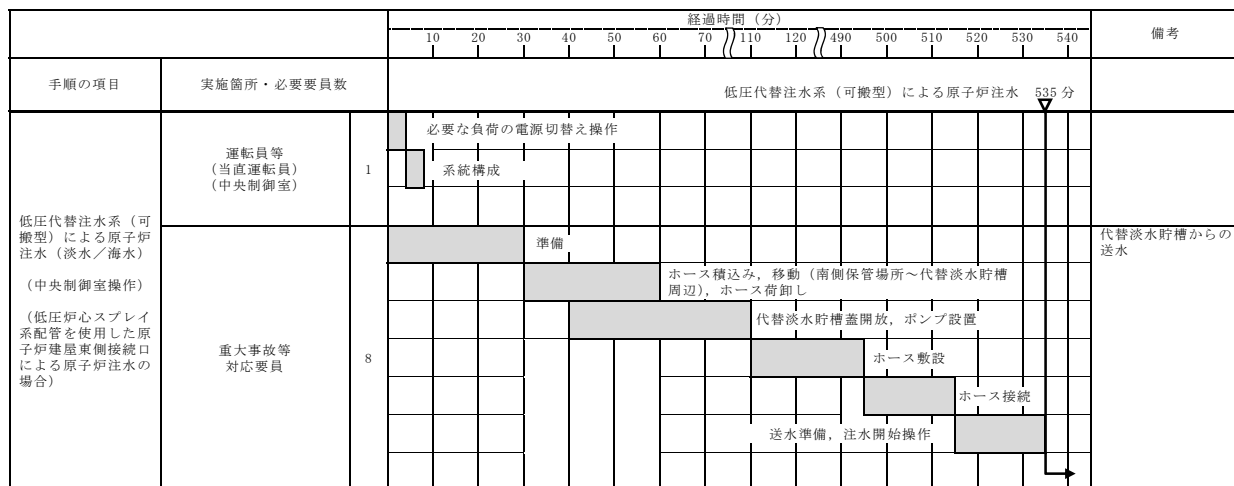 経過時間（分）
備考
10 20 30 40 50 60 70 110 120 490 500 510 520 530 540
手順の項目
実施箇所・必要要員数
低圧代替注水系（可搬型）による原子炉注水 535 分
必要な負荷の電源切替え操作
運転員等
（当直運転員）
（中央制御室）
1
系統構成
低圧代替注水系（可
搬型）による原子炉
注水（淡水／海水）
（中央制御室操作）
（低圧炉心スプレイ
系配管を使用した原
子炉建屋東側接続口
による原子炉注水の
場合）
重大事故等
対応要員
8
準備
ホース積込み，移動（南側保管場所～代替淡水貯槽
周辺），ホース荷卸し
代替淡水貯槽蓋開放，ポンプ設置
ホース敷設
ホース接続
送水準備，注水開始操作
代替淡水貯槽からの
送水